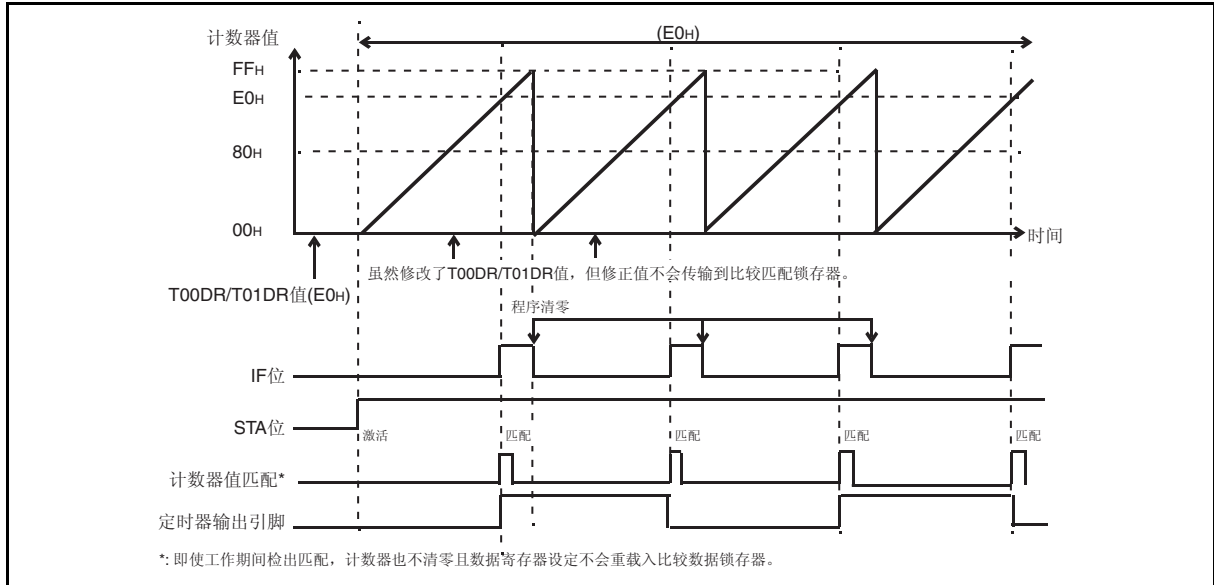 计数器值
(E0H)
FFH
E0H
80H
00H
时间
虽然修改了T00DR/T01DR值，但修正值不会传输到比较匹配锁存器。
T00DR/T01DR值(E0H)
程序清零
IF位
STA位
激活 匹配 匹配 匹配 匹配
计数器值匹配*
定时器输出引脚
*: 即使工作期间检出匹配，计数器也不清零且数据寄存器设定不会重载入比较数据锁存器。